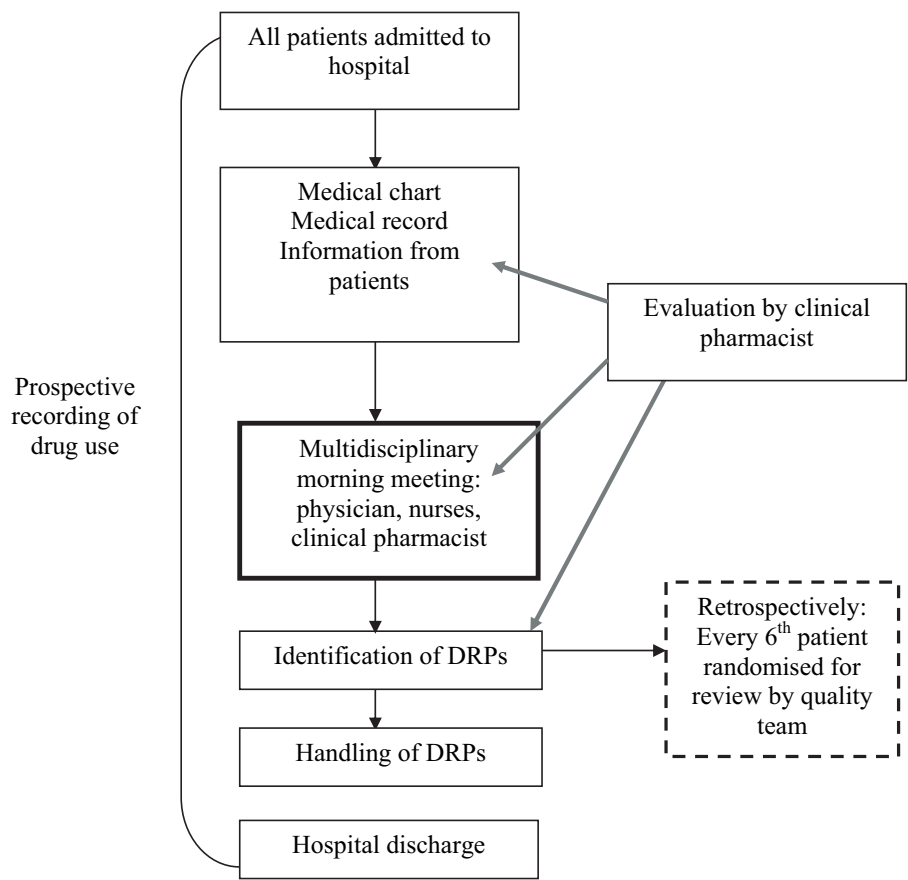 All patients admitted to
hospital
Medical chart
Medical record
Information from
patients
Evaluation by clinical
pharmacist
Prospective
recording of
drug use
Multidisciplinary
morning meeting:
physician, nurses,
clinical pharmacist
Identification of DRPs
Retrospectively:
Every 6th patient
randomised for
review by quality
team
Handling of DRPs
Hospital discharge